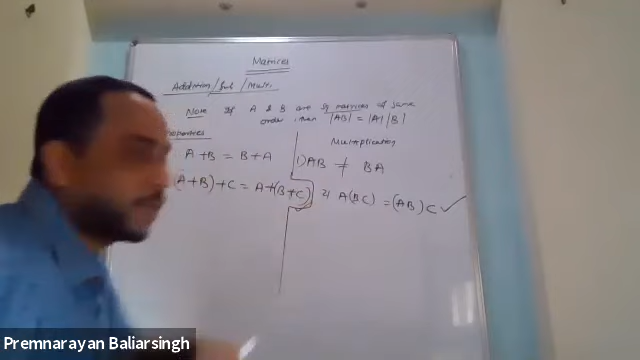 Matrices
Addition / Sub / Multi.
Note If A & B are sq matrices of same
order then |AB| = |A| |B|
Properties
Multiplication
A + B = B + A
1) AB ≠ BA
(A + B) + C = A + (B + C)
2) A(BC) = (AB) C ✓
Premnarayan Baliarsingh